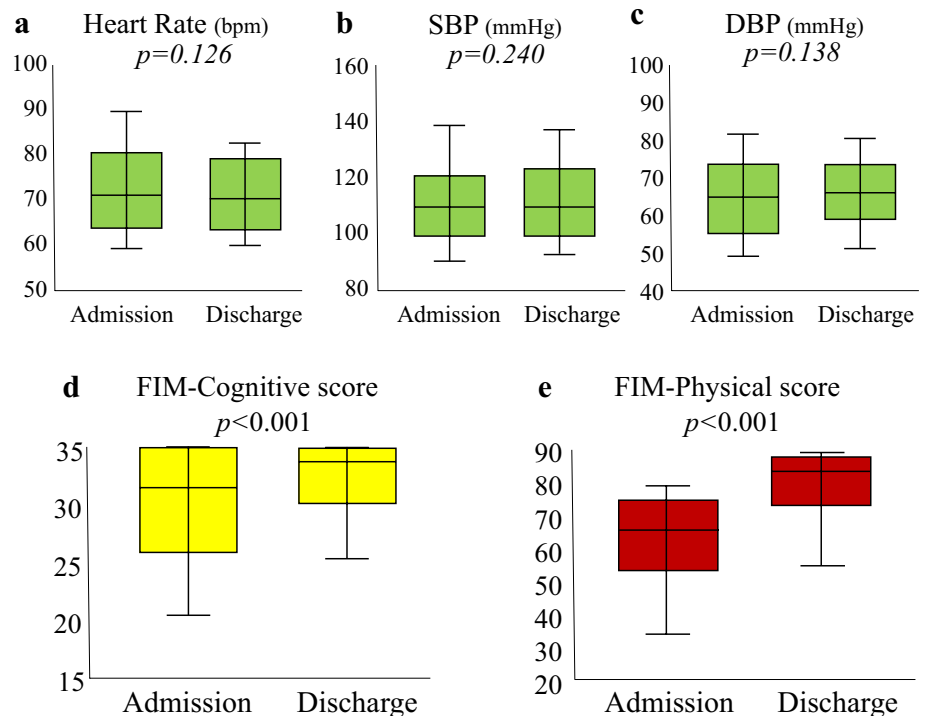 a Heart Rate (bpm)
p=0.126
100
90
80
70
60
50
Admission Discharge
b SBP (mmHg)
p=0.240
160
140
120
100
80
Admission Discharge
c DBP (mmHg)
p=0.138
100
90
80
70
60
50
40
Admission Discharge
d FIM-Cognitive score
p<0.001
35
30
25
20
15
Admission Discharge
e FIM-Physical score
p<0.001
90
80
70
60
50
40
30
20
Admission Discharge